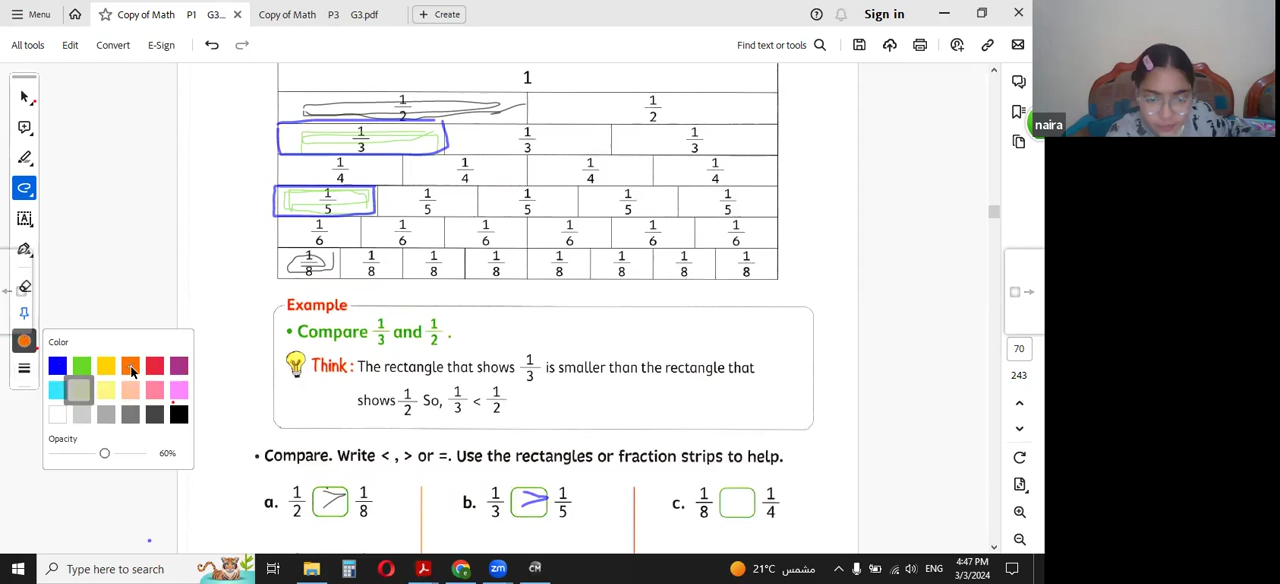 Menu
Copy of Math P1 G3...
Copy of Math P3 G3.pdf
Create
Sign in
All tools
Edit
Convert
E-Sign
Find text or tools
1
1/2 1/2
1/3 1/3 1/3
1/4 1/4 1/4 1/4
1/5 1/5 1/5 1/5 1/5
1/6 1/6 1/6 1/6 1/6 1/6
1/8 1/8 1/8 1/8 1/8 1/8 1/8 1/8
Example
• Compare 1/3 and 1/2 .
Think : The rectangle that shows 1/3 is smaller than the rectangle that
shows 1/2 So, 1/3 < 1/2
• Compare. Write < , > or =. Use the rectangles or fraction strips to help.
a. 1/2 > 1/8 b. 1/3 > 1/5 c. 1/8 1/4
Color
Opacity
60%
70
243
naira
Type here to search
zm
21°C مشمس
ENG
4:47 PM
3/3/2024